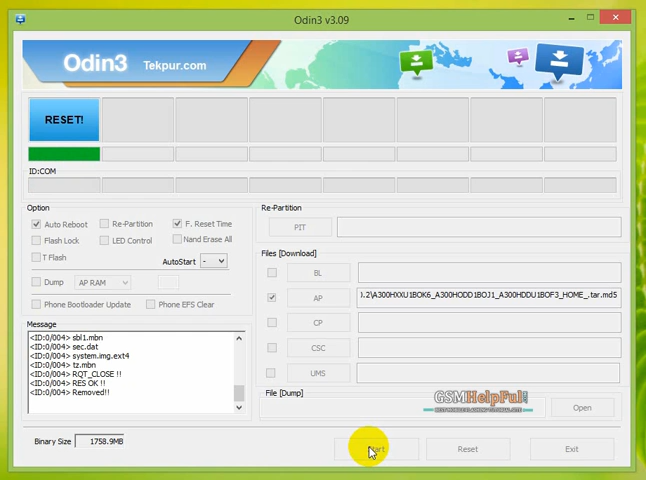 Odin3 v3.09
Odin3 Tekpur.com
RESET!
ID:COM
Option
Auto Reboot
Re-Partition
F. Reset Time
Flash Lock
LED Control
Nand Erase All
T Flash
AutoStart -
Dump
AP RAM
Phone Bootloader Update
Phone EFS Clear
Message
<ID:0/004> sbl1.mbn
<ID:0/004> sec.dat
<ID:0/004> system.img.ext4
<ID:0/004> tz.mbn
<ID:0/004> RQT_CLOSE !!
<ID:0/004> RES OK !!
<ID:0/004> Removed!!
Binary Size 1758.9MB
Re-Partition
PIT
Files [Download]
BL
AP ).2\A300HXXU1BOK6_A300HODD1BOJ1_A300HDDU1BOF3_HOME_.tar.md5
CP
CSC
UMS
File [Dump]
GSMHelpFul
Open
Reset
Exit